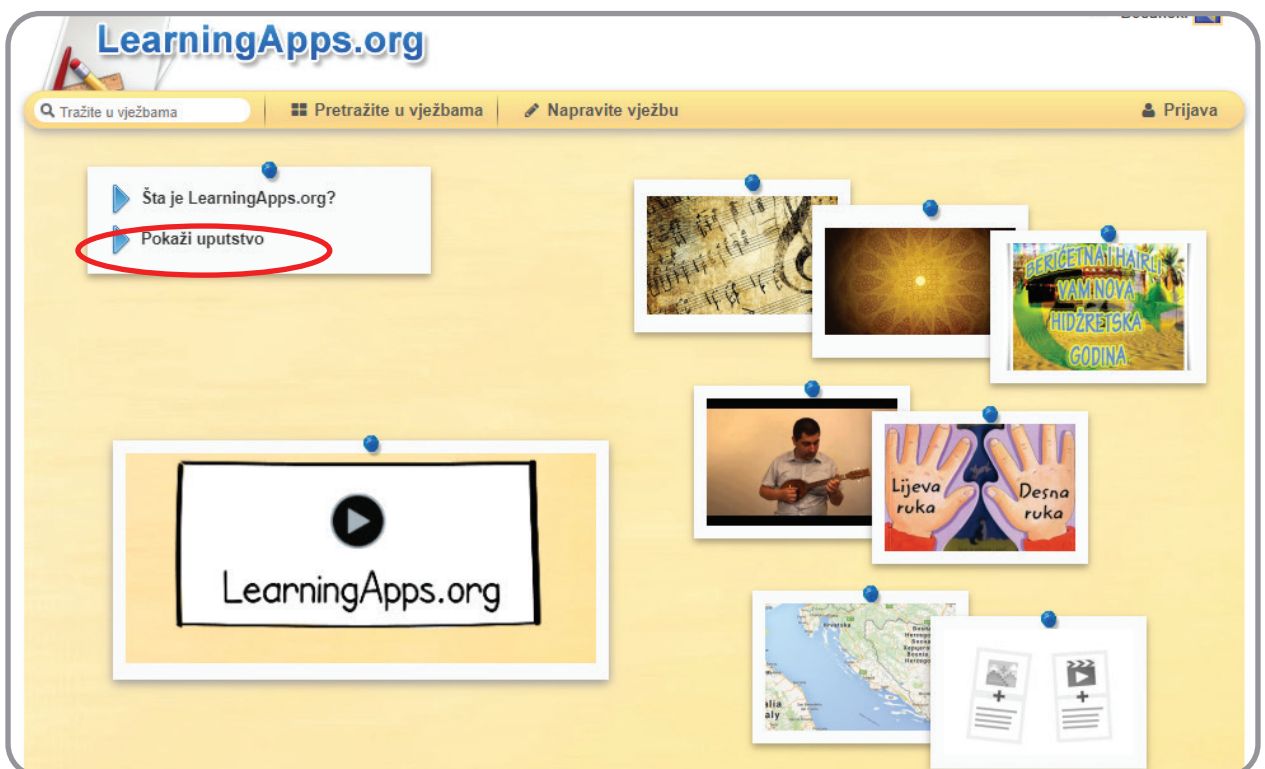 LearningApps.org
Tražite u vježbama
Pretražite u vježbama
Napravite vježbu
Prijava
Šta je LearningApps.org?
Pokaži uputstvo
BERIĆETNA I HAIRLI
VAM NOVA
HIDŽRETSKA
GODINA
Lijeva
ruka
Desna
ruka
LearningApps.org
Hrvatska